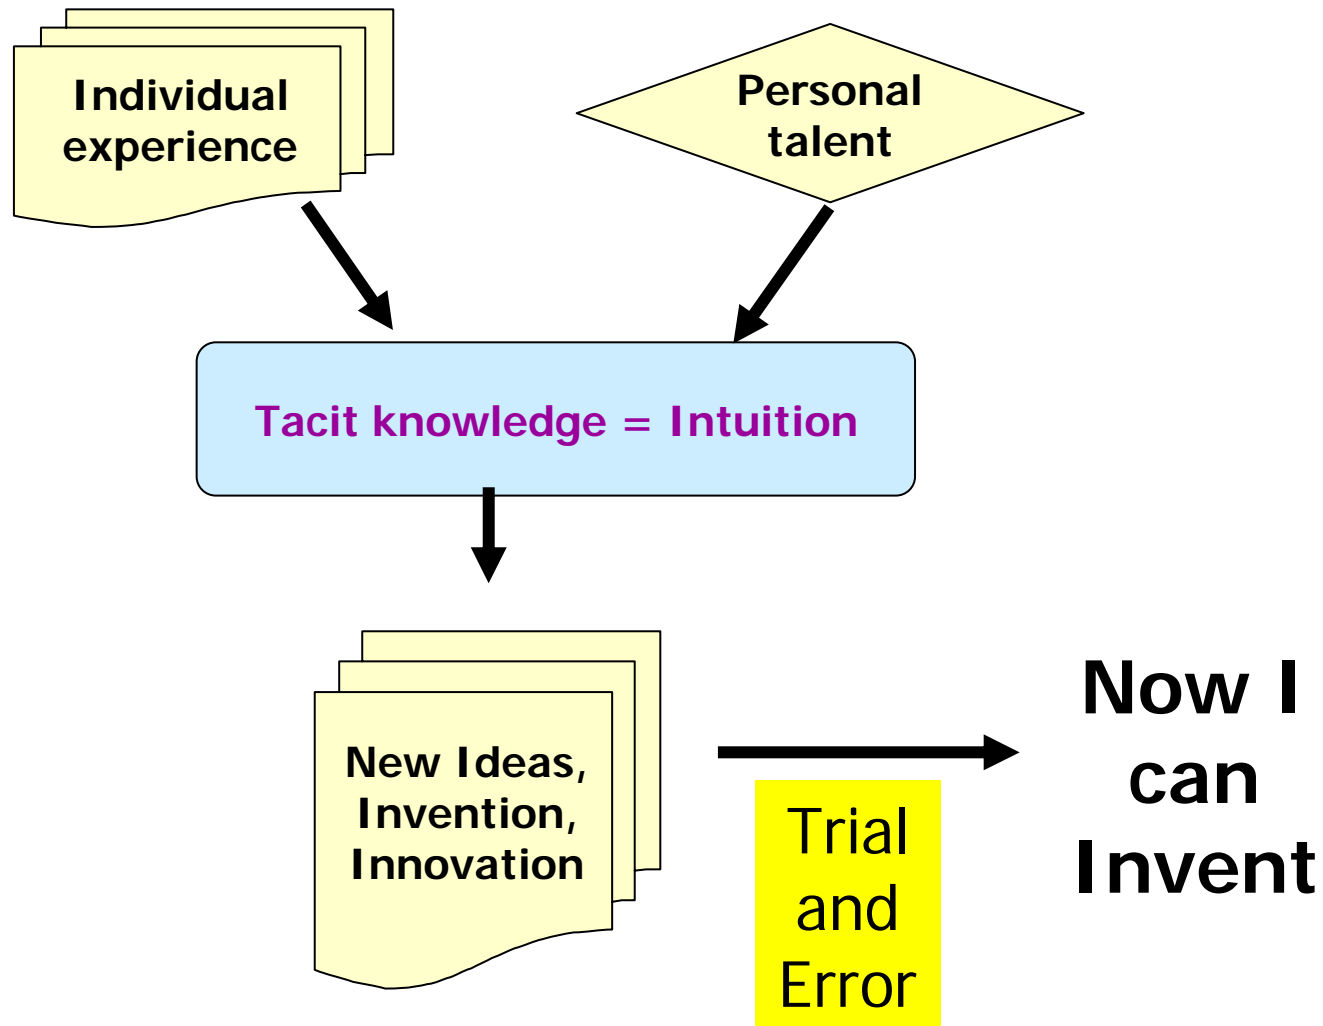 Individual
experience
Personal
talent
Tacit knowledge = Intuition
New Ideas,
Invention,
Innovation
Trial
and
Error
Now I
can
Invent